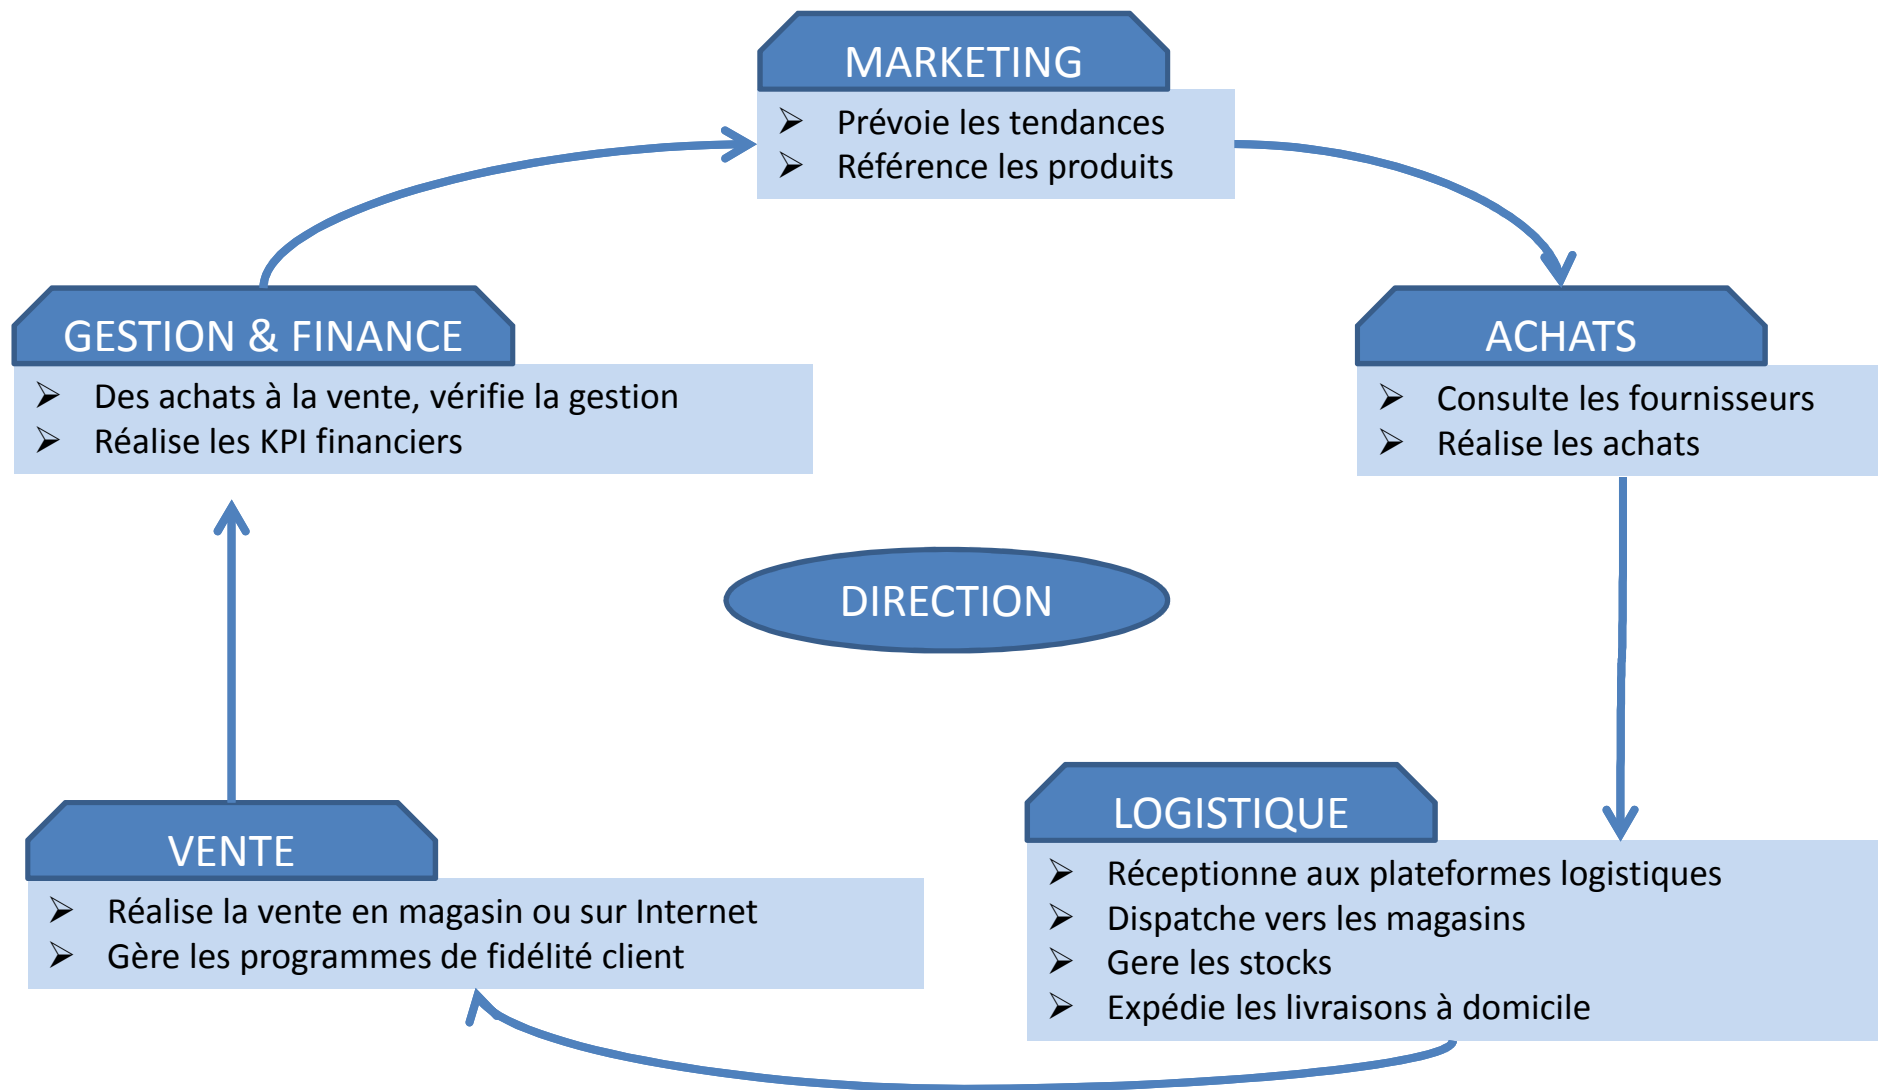 MARKETING
➢ Prévoie les tendances
➢ Référence les produits
GESTION & FINANCE
➢ Des achats à la vente, vérifie la gestion
➢ Réalise les KPI financiers
ACHATS
➢ Consulte les fournisseurs
➢ Réalise les achats
DIRECTION
VENTE
➢ Réalise la vente en magasin ou sur Internet
➢ Gère les programmes de fidélité client
LOGISTIQUE
➢ Réceptionne aux plateformes logistiques
➢ Dispatche vers les magasins
➢ Gere les stocks
➢ Expédie les livraisons à domicile